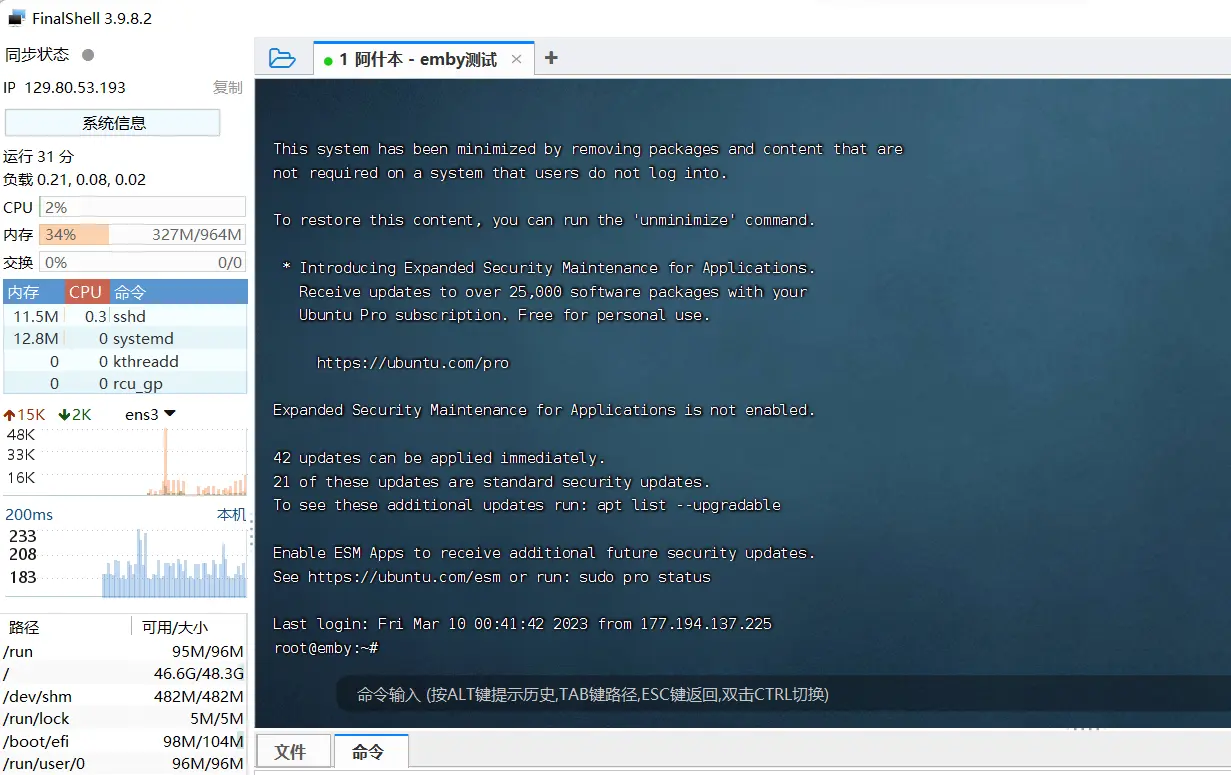 FinalShell 3.9.8.2
同步状态
IP 129.80.53.193 复制
系统信息
运行 31 分
负载 0.21, 0.08, 0.02
CPU 2%
内存 34% 327M/964M
交换 0% 0/0
内存 CPU 命令
11.5M 0.3 sshd
12.8M 0 systemd
0 0 kthreadd
0 0 rcu_gp
15K 2K ens3
48K
33K
16K
200ms 本机
233
208
183
路径 可用/大小
/run 95M/96M
/ 46.6G/48.3G
/dev/shm 482M/482M
/run/lock 5M/5M
/boot/efi 98M/104M
/run/user/0 96M/96M
1 阿什本 - emby测试 × +
This system has been minimized by removing packages and content that are
not required on a system that users do not log into.
To restore this content, you can run the 'unminimize' command.
* Introducing Expanded Security Maintenance for Applications.
Receive updates to over 25,000 software packages with your
Ubuntu Pro subscription. Free for personal use.
https://ubuntu.com/pro
Expanded Security Maintenance for Applications is not enabled.
42 updates can be applied immediately.
21 of these updates are standard security updates.
To see these additional updates run: apt list --upgradable
Enable ESM Apps to receive additional future security updates.
See https://ubuntu.com/esm or run: sudo pro status
Last login: Fri Mar 10 00:41:42 2023 from 177.194.137.225
root@emby:~#
命令输入 (按ALT键提示历史,TAB键路径,ESC键返回,双击CTRL切换)
文件 命令